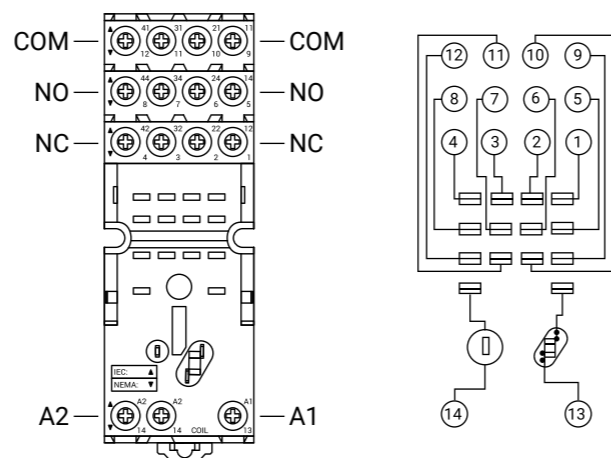 COM 41 31 21 11 COM
12 11 10 9
NO 44 34 24 14 NO
8 7 6 5
NC 42 32 22 12 NC
4 3 2 1
IEC: ▲
NEMA: ▼
A2 A2 A2 A1 A1
14 14 COIL 13
12 11 10 9
8 7 6 5
4 3 2 1
14 13